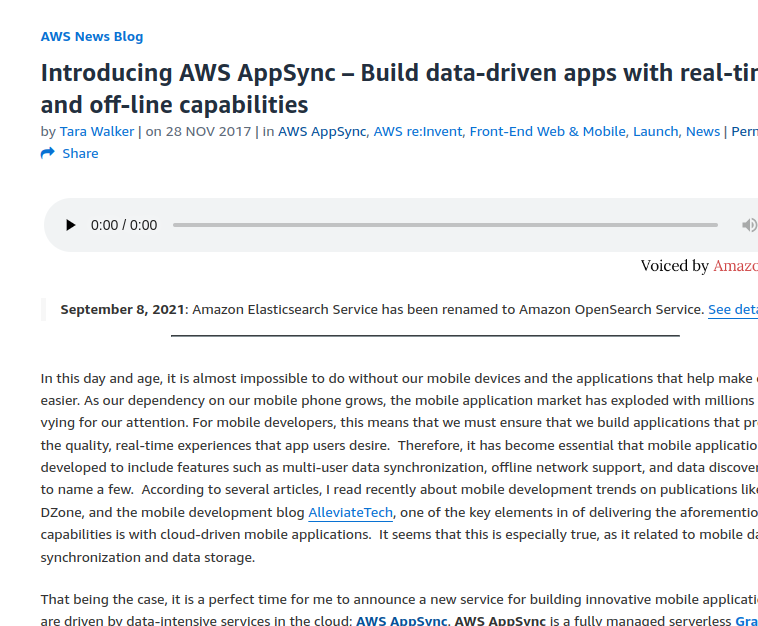 AWS News Blog
Introducing AWS AppSync – Build data-driven apps with real-tim
and off-line capabilities
by Tara Walker | on 28 NOV 2017 | in AWS AppSync, AWS re:Invent, Front-End Web & Mobile, Launch, News | Perm
Share
0:00 / 0:00
Voiced by Amazo
September 8, 2021: Amazon Elasticsearch Service has been renamed to Amazon OpenSearch Service. See deta
In this day and age, it is almost impossible to do without our mobile devices and the applications that help make
easier. As our dependency on our mobile phone grows, the mobile application market has exploded with millions
vying for our attention. For mobile developers, this means that we must ensure that we build applications that pr
the quality, real-time experiences that app users desire. Therefore, it has become essential that mobile applicatio
developed to include features such as multi-user data synchronization, offline network support, and data discover
to name a few. According to several articles, I read recently about mobile development trends on publications lik
DZone, and the mobile development blog AlleviateTech, one of the key elements in of delivering the aforementio
capabilities is with cloud-driven mobile applications. It seems that this is especially true, as it related to mobile da
synchronization and data storage.
That being the case, it is a perfect time for me to announce a new service for building innovative mobile applicati
are driven by data-intensive services in the cloud: AWS AppSync. AWS AppSync is a fully managed serverless Gra